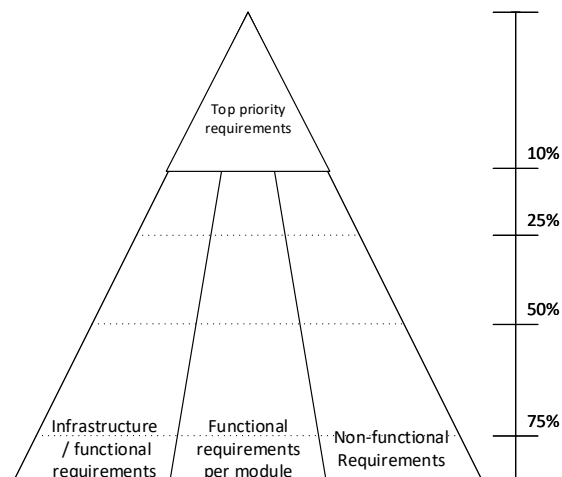 Top priority
requirements
10%
25%
50%
75%
Infrastructure
/ functional
requirements
Functional
requirements
per module
Non-functional
Requirements